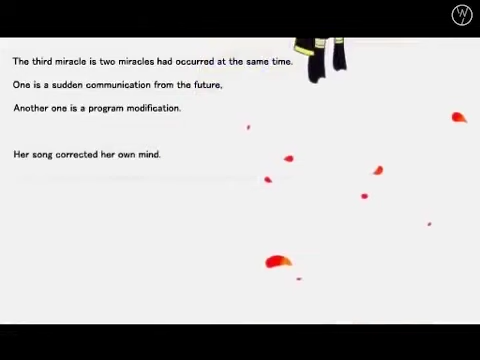 The third miracle is two miracles had occurred at the same time.
One is a sudden communication from the future,
Another one is a program modification.
Her song corrected her own mind.